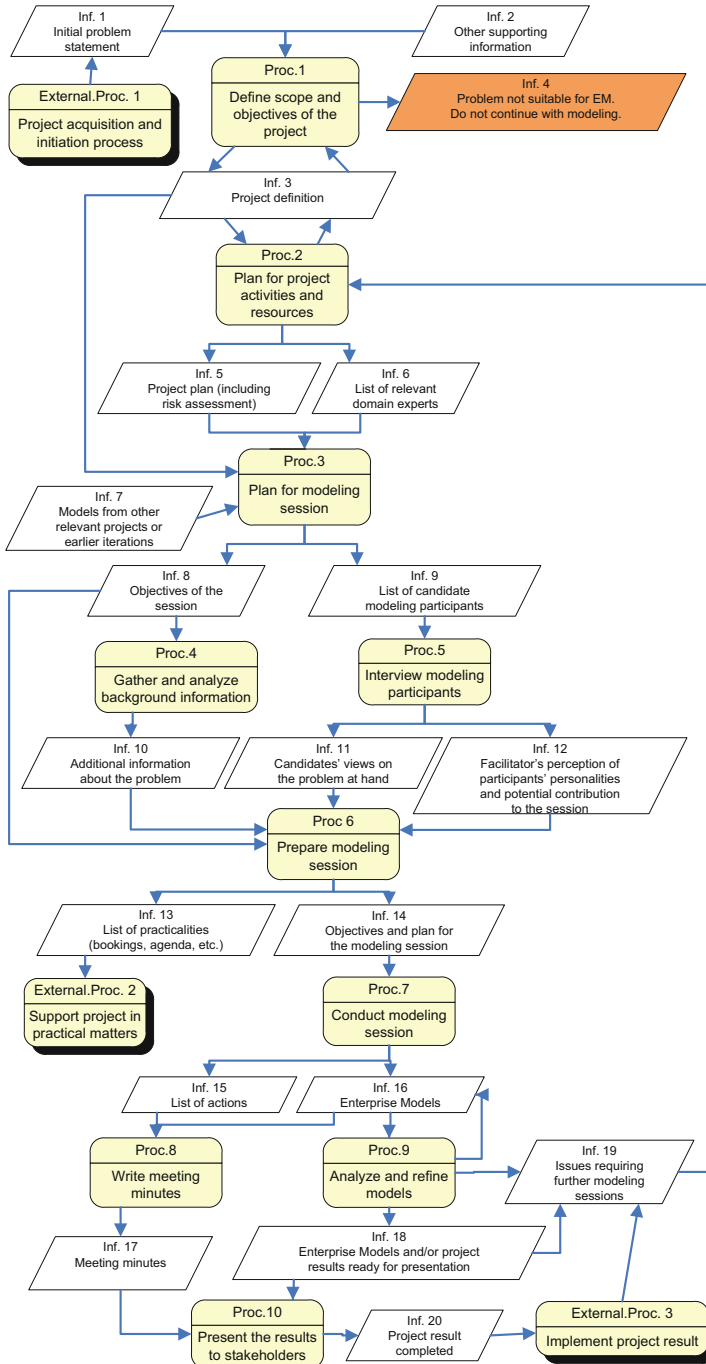 Inf. 1
Initial problem
statement
Inf. 2
Other supporting
information
Proc.1
Define scope and
objectives of the
project
Inf. 4
Problem not suitable for EM.
Do not continue with modeling.
External.Proc. 1
Project acquisition and
initiation process
Inf. 3
Project definition
Proc.2
Plan for project
activities and
resources
Inf. 5
Project plan (including
risk assessment)
Inf. 6
List of relevant
domain experts
Proc.3
Plan for modeling
session
Inf. 7
Models from other
relevant projects or
earlier iterations
Inf. 8
Objectives of the
session
Inf. 9
List of candidate
modeling participants
Proc.4
Gather and analyze
background information
Proc.5
Interview modeling
participants
Inf. 10
Additional information
about the problem
Inf. 11
Candidates' views on
the problem at hand
Inf. 12
Facilitator's perception of
participants' personalities
and potential contribution
to the session
Proc 6
Prepare modeling
session
Inf. 13
List of practicalities
(bookings, agenda, etc.)
Inf. 14
Objectives and plan for
the modeling session
External.Proc. 2
Support project in
practical matters
Proc.7
Conduct modeling
session
Inf. 15
List of actions
Inf. 16
Enterprise Models
Proc.8
Write meeting
minutes
Proc.9
Analyze and refine
models
Inf. 19
Issues requiring
further modeling
sessions
Inf. 17
Meeting minutes
Inf. 18
Enterprise Models and/or project
results ready for presentation
Proc.10
Present the results
to stakeholders
Inf. 20
Project result
completed
External.Proc. 3
Implement project result